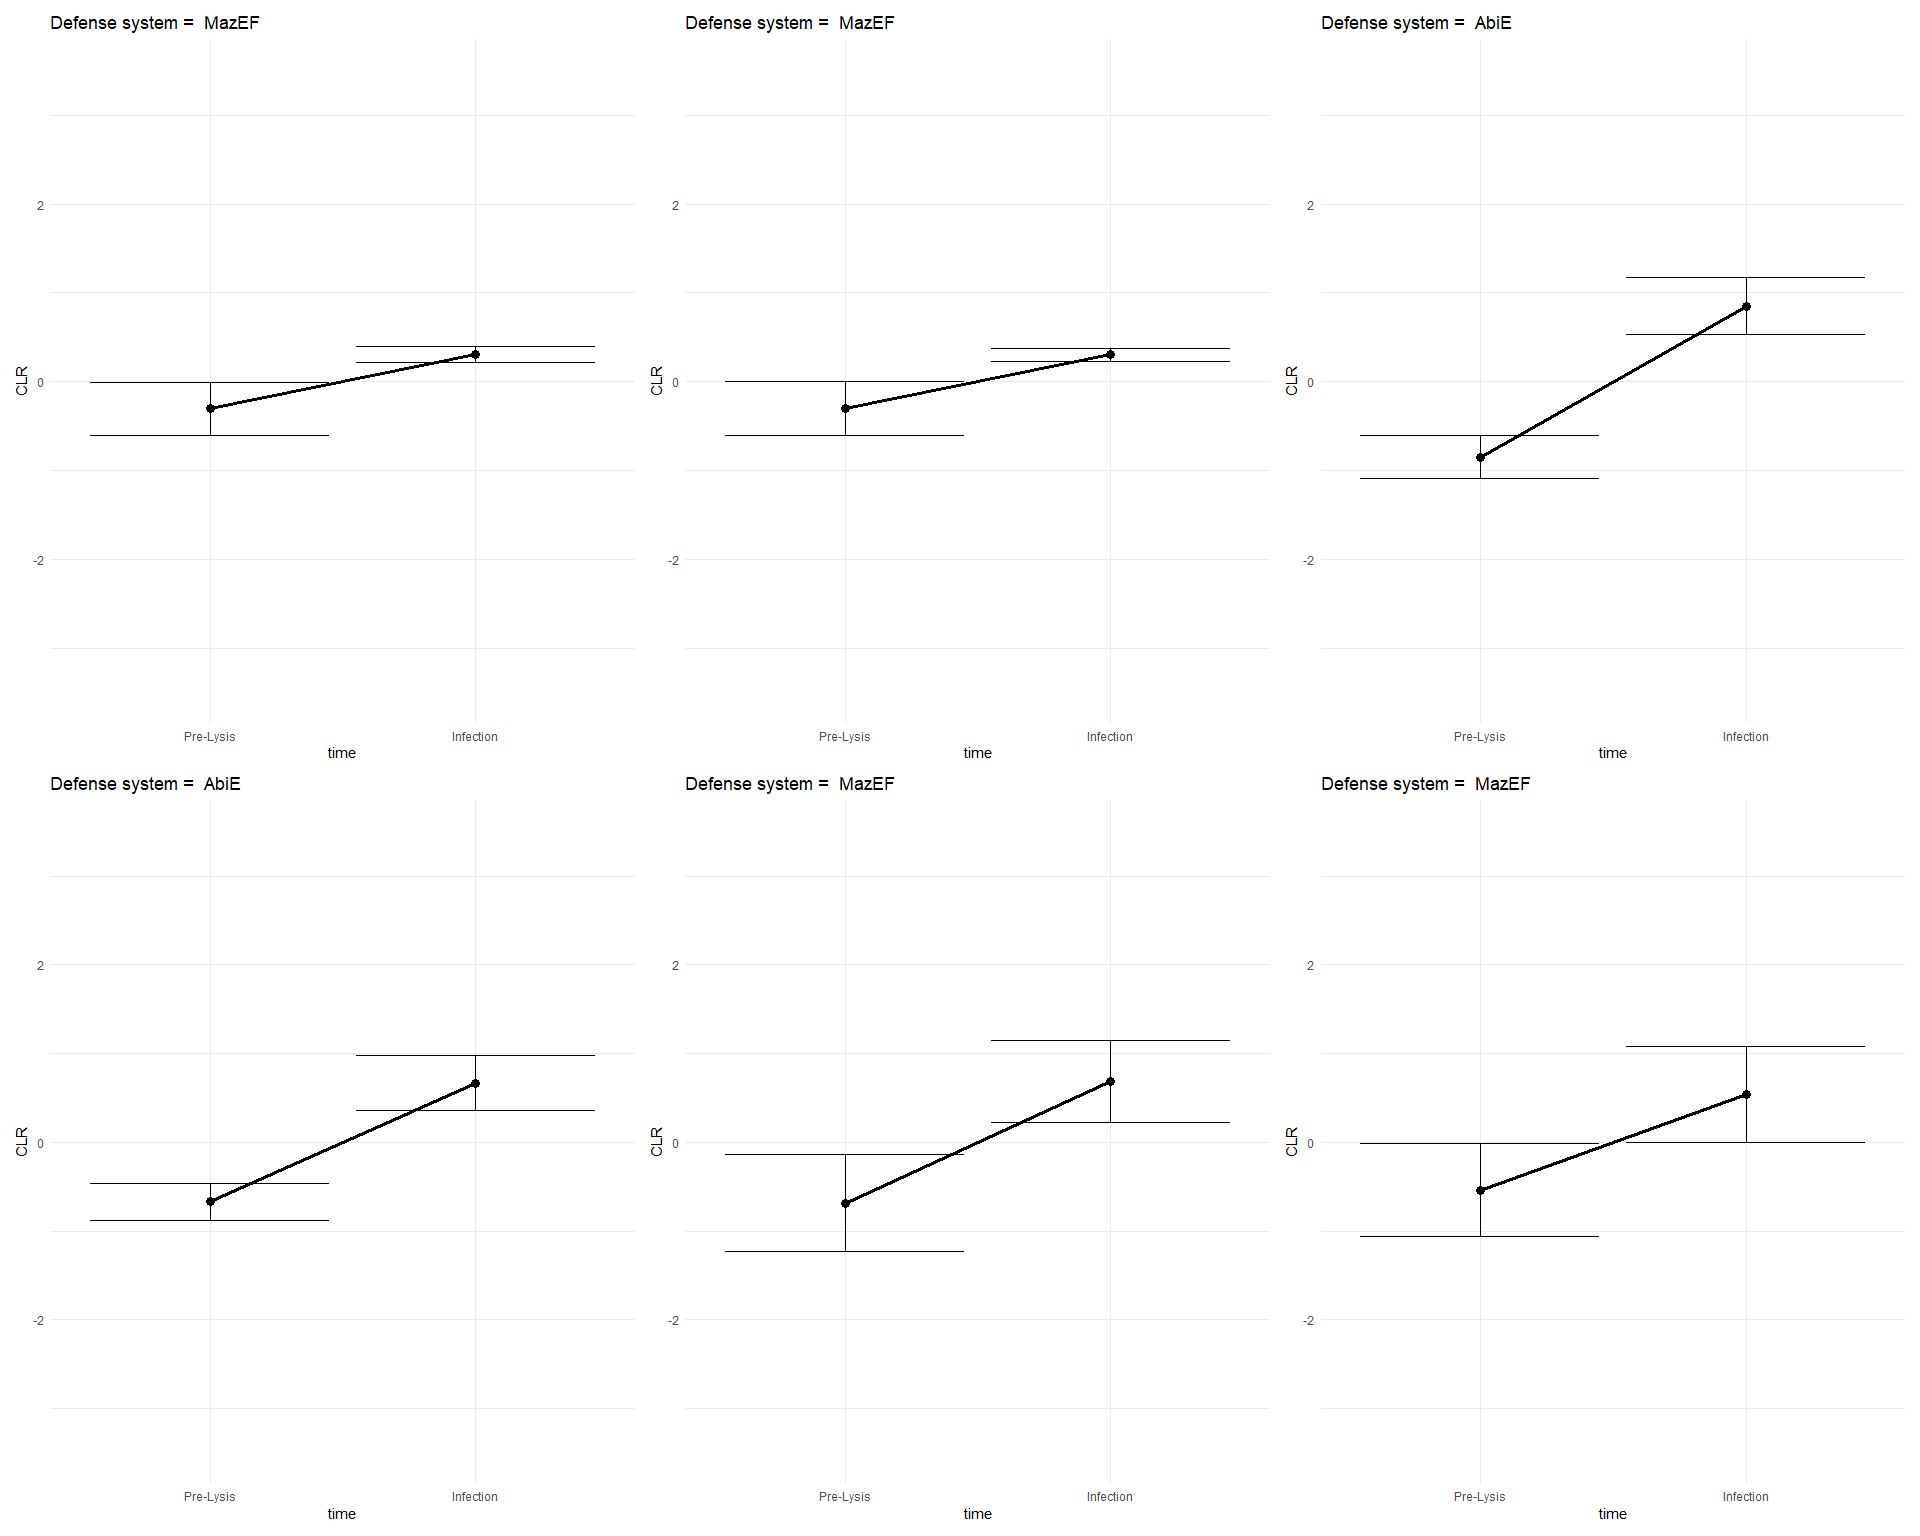 Defense system =  MazEF
CLR
2
0
-2
Pre-Lysis
Infection
time
Defense system =  MazEF
CLR
2
0
-2
Pre-Lysis
Infection
time
Defense system =  AbiE
CLR
2
0
-2
Pre-Lysis
Infection
time
Defense system =  AbiE
CLR
2
0
-2
Pre-Lysis
Infection
time
Defense system =  MazEF
CLR
2
0
-2
Pre-Lysis
Infection
time
Defense system =  MazEF
CLR
2
0
-2
Pre-Lysis
Infection
time